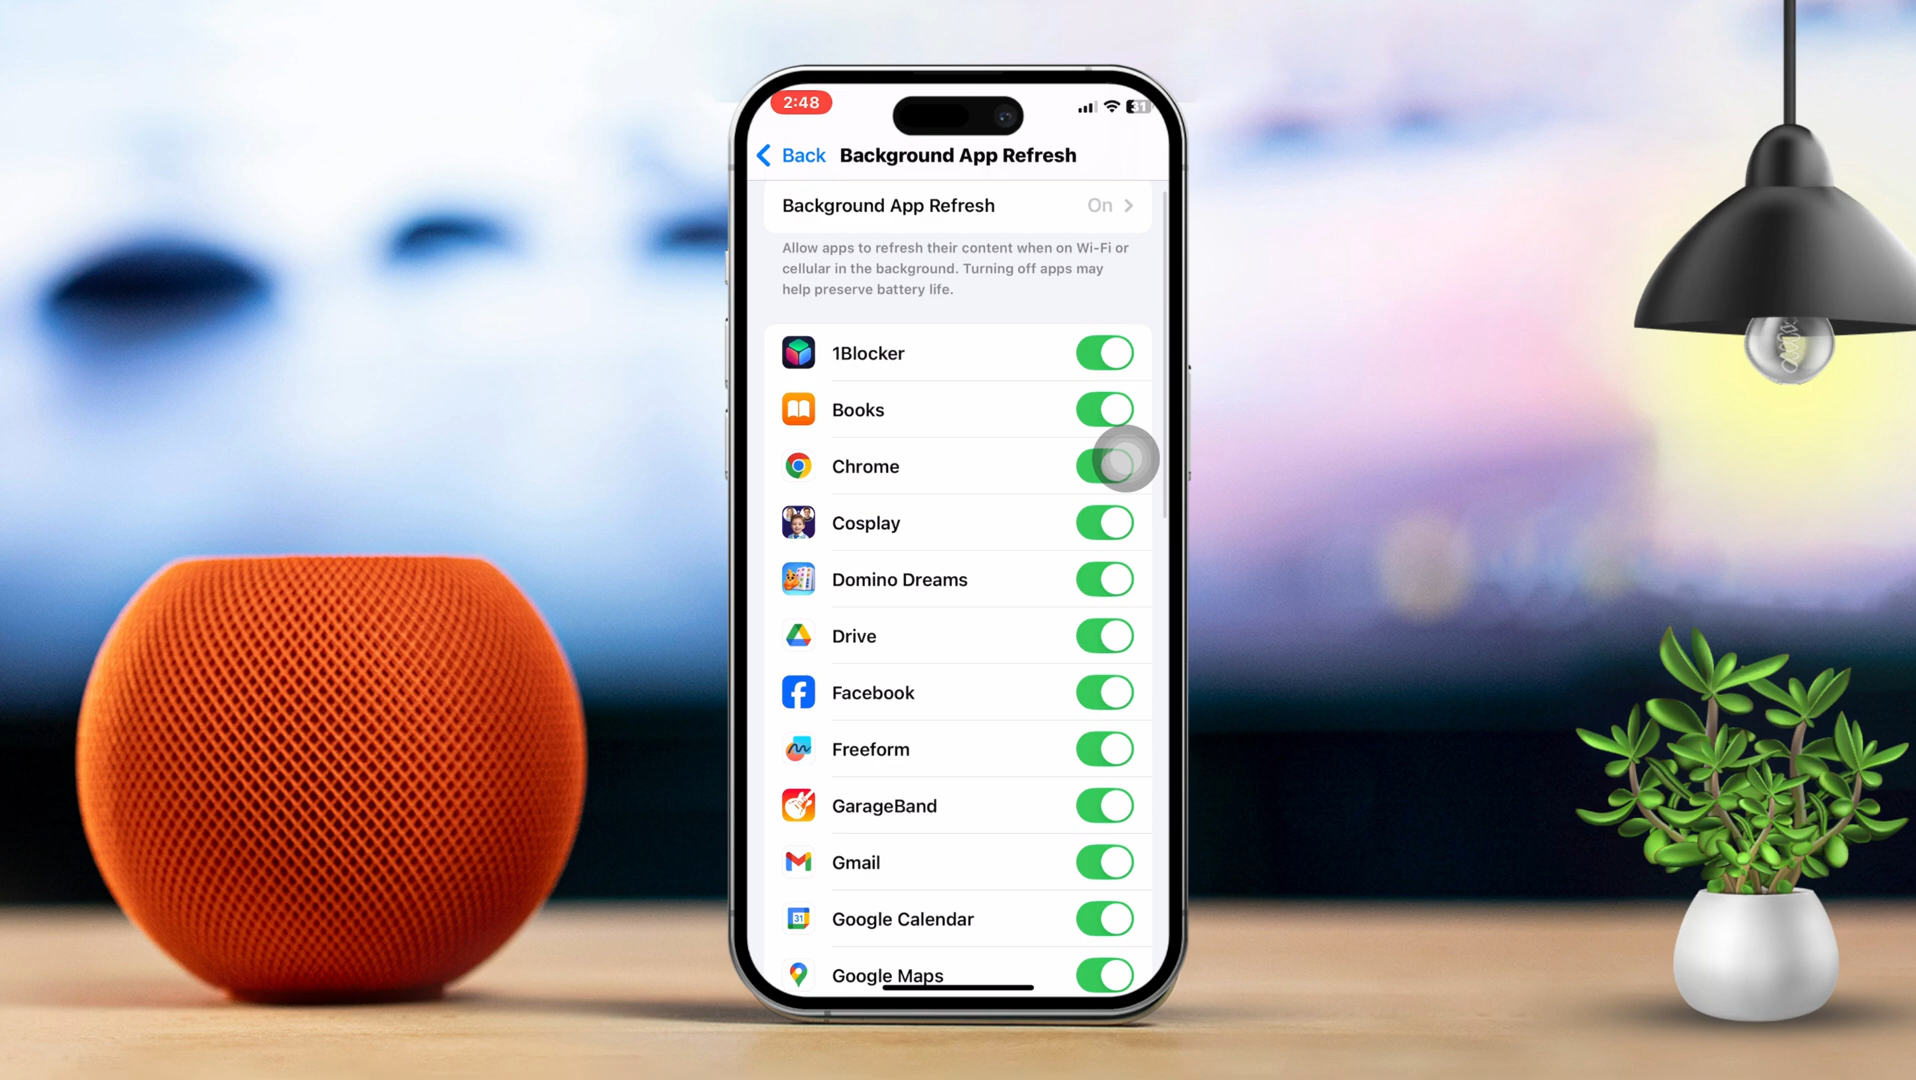 2:48
31
Back
Background App Refresh
Background App Refresh
On
Allow apps to refresh their content when on Wi-Fi or
cellular in the background. Turning off apps may
help preserve battery life.
1Blocker
Books
Chrome
Cosplay
Domino Dreams
Drive
Facebook
Freeform
GarageBand
Gmail
31
Google Calendar
Google Maps